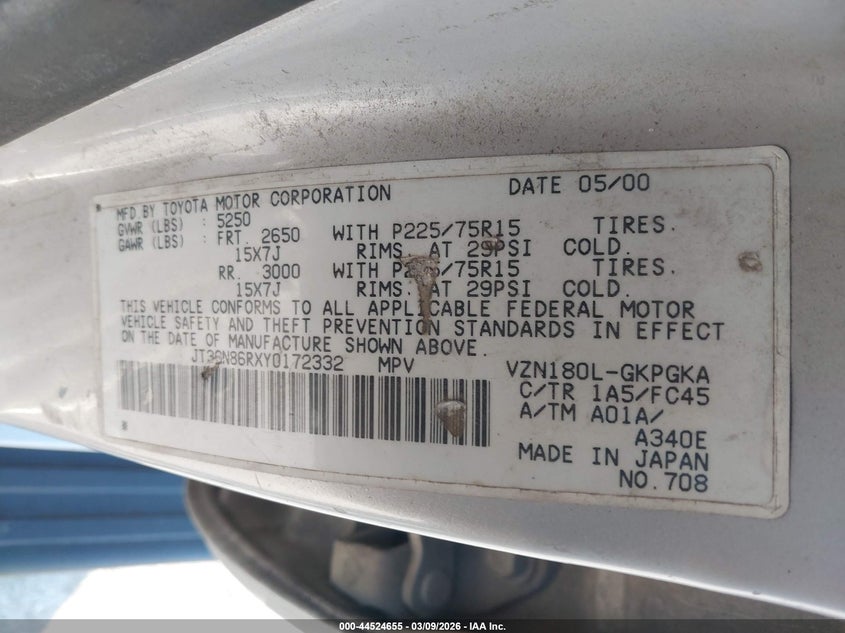 MFD BY TOYOTA MOTOR CORPORATION DATE 05/00
GVWR (LBS) : 5250
GAWR (LBS) : FRT. 2650 WITH P225/75R15 TIRES.
15X7J RIMS. AT 29PSI COLD.
RR. 3000 WITH /75R15 TIRES.
15X7J RIMS. AT 29PSI COLD.
THIS VEHICLE CONFORMS TO ALL APPLICABLE FEDERAL MOTOR
VEHICLE SAFETY AND THEFT PREVENTION STANDARDS IN EFFECT
ON THE DATE OF MANUFACTURE SHOWN ABOVE.
MPV
VZN180L-GKPGKA
C/TR 1A5/FC45
A/TM A01A/
A340E
MADE IN JAPAN
NO.708
000-44524655 - 03/09/2026 - IAA Inc.